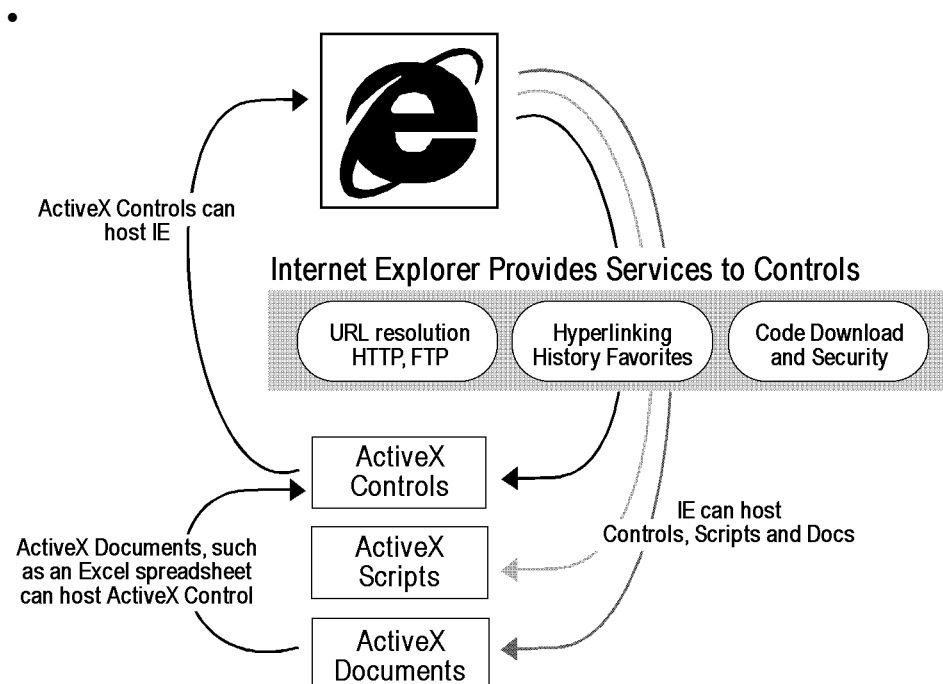 •
ActiveX Controls can
host IE
Internet Explorer Provides Services to Controls
URL resolution
HTTP, FTP
Hyperlinking
History Favorites
Code Download
and Security
ActiveX
Controls
IE can host
Controls, Scripts and Docs
ActiveX Documents, such
as an Excel spreadsheet
can host ActiveX Control
ActiveX
Scripts
ActiveX
Documents